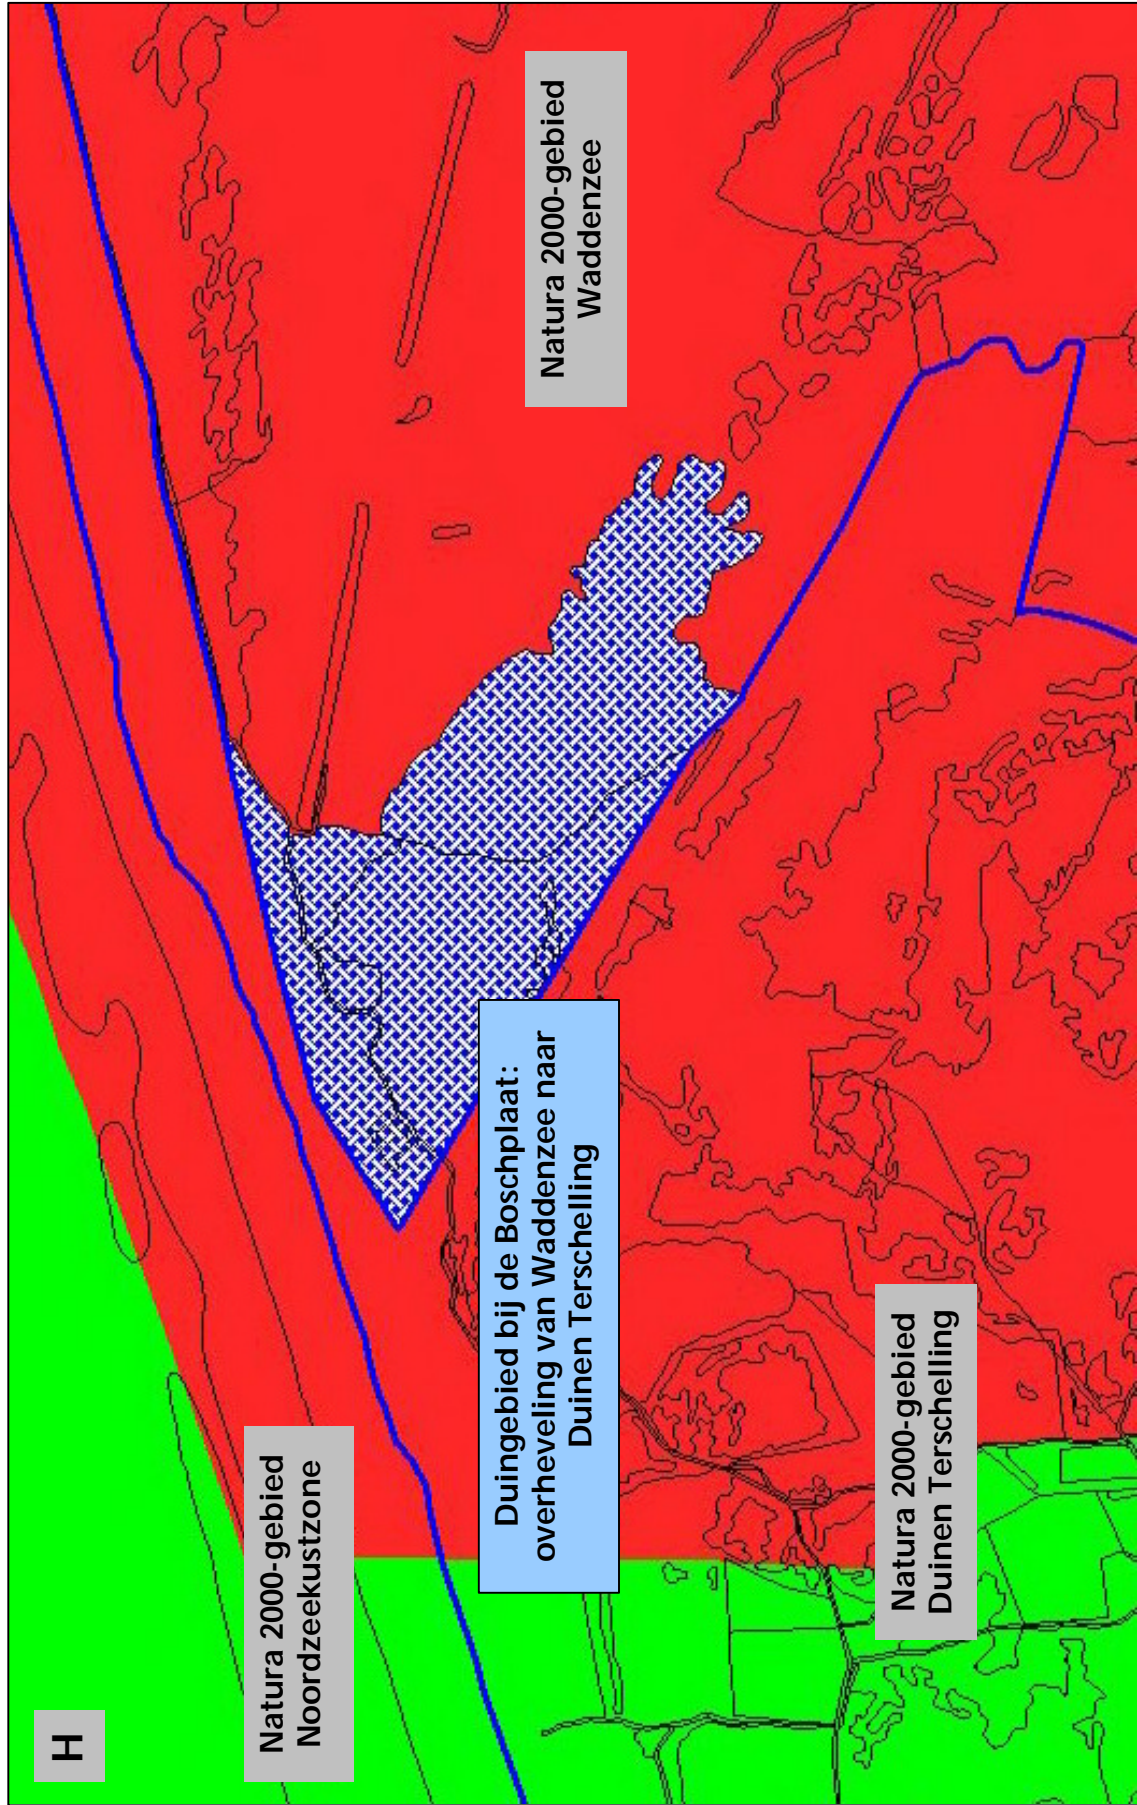 H
Natura 2000-gebied
Noordzeekustzone
Duingebied bij de Boschplaat:
overheveling van Waddenzee naar
Duinen Terschelling
Natura 2000-gebied
Waddenzee
Natura 2000-gebied
Duinen Terschelling